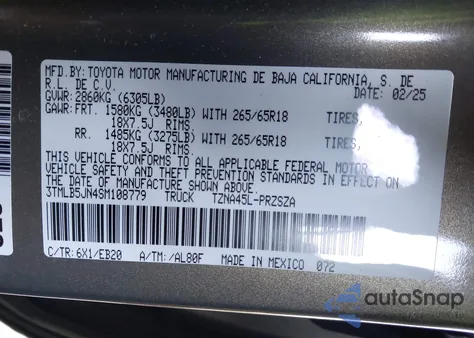 MFD.BY: TOYOTA MOTOR MANUFACTURING DE BAJA CALIFORNIA, S. DE
R.L. DE C.V. DATE: 02/25
GVWR: 2860KG (6305LB)
GAWR: FRT. 1580KG (3480LB) WITH 265/65R18 TIRES,
18X7.5J RIMS,
RR. 1485KG (3275LB) WITH 265/65R18 TIRES,
18X7.5J RIMS,
THIS VEHICLE CONFORMS TO ALL APPLICABLE FEDERAL MOTOR
VEHICLE SAFETY AND THEFT PREVENTION STANDARDS IN EFFECT ON
THE DATE OF MANUFACTURE SHOWN ABOVE.
3TMLB5JN4SM108779 TRUCK TZNA45L-PRZSZA
C/TR: 6X1/EB20 A/TM: /AL80F MADE IN MEXICO 072
autoSnap